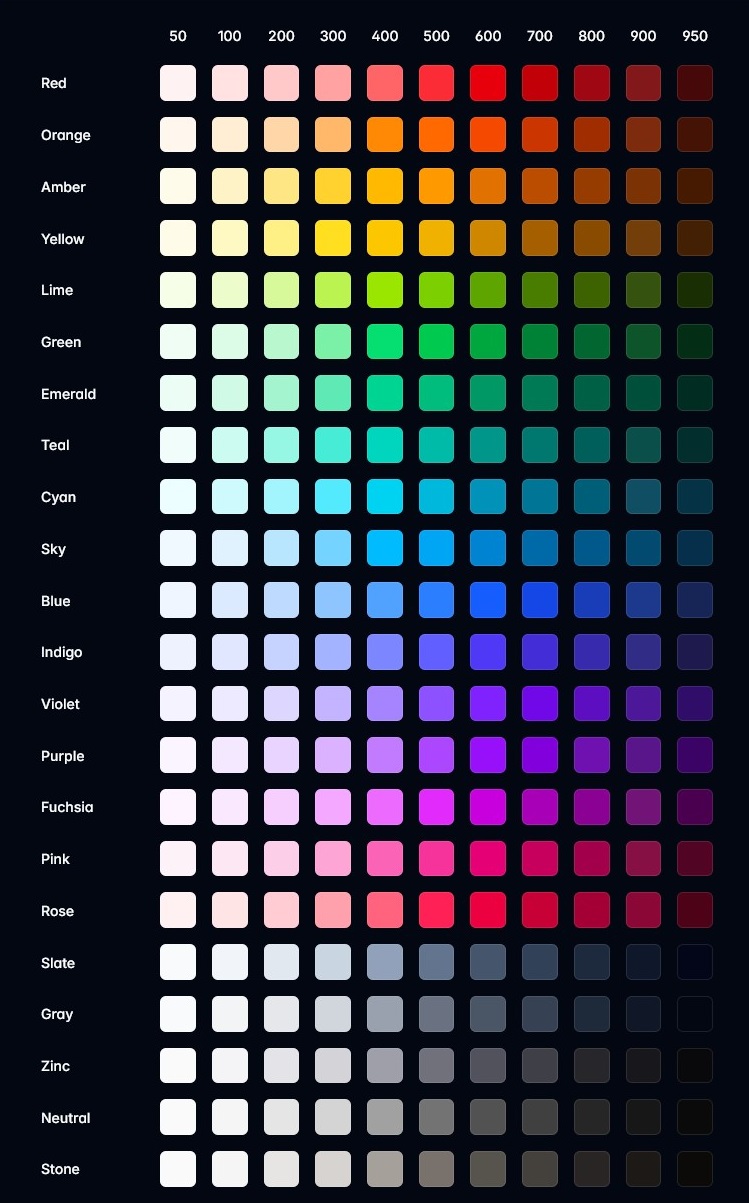 50 100 200 300 400 500 600 700 800 900 950
Red
Orange
Amber
Yellow
Lime
Green
Emerald
Teal
Cyan
Sky
Blue
Indigo
Violet
Purple
Fuchsia
Pink
Rose
Slate
Gray
Zinc
Neutral
Stone